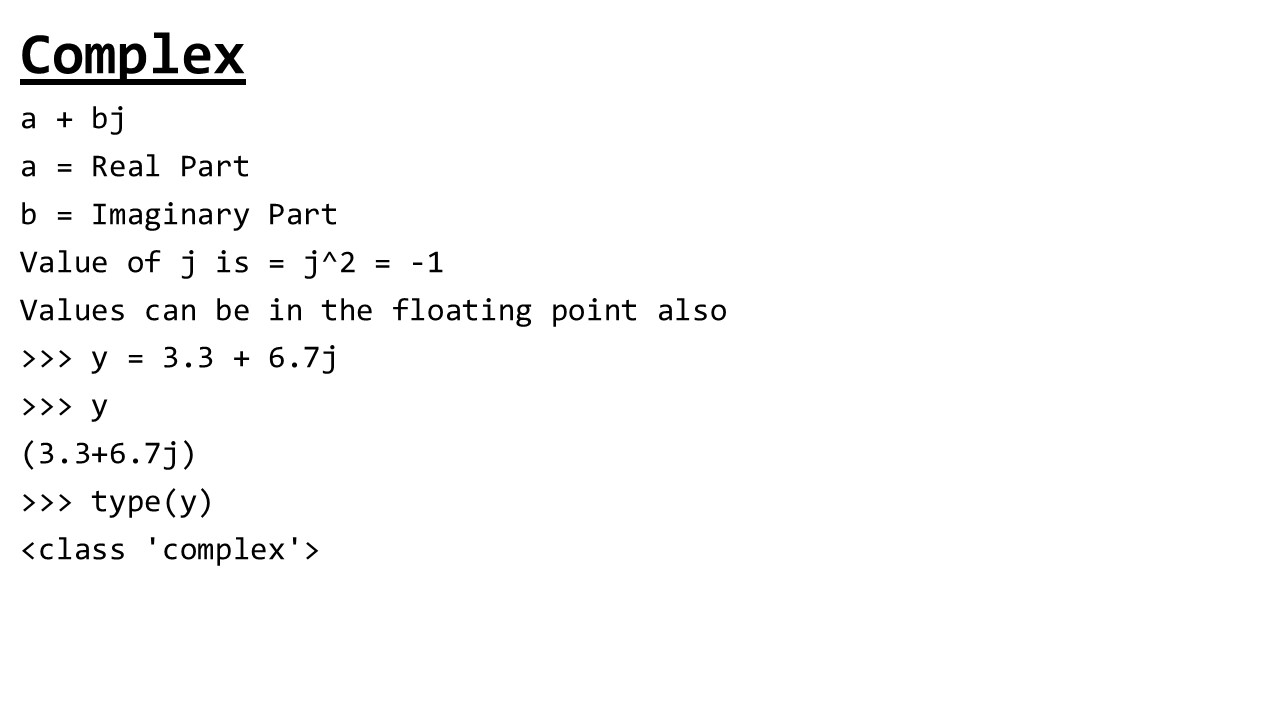 Complex
a + bj
a = Real Part
b = Imaginary Part
Value of j is = j^2 = -1
Values can be in the floating point also
>>> y = 3.3 + 6.7j
>>> y
(3.3+6.7j)
>>> type(y)
<class 'complex'>